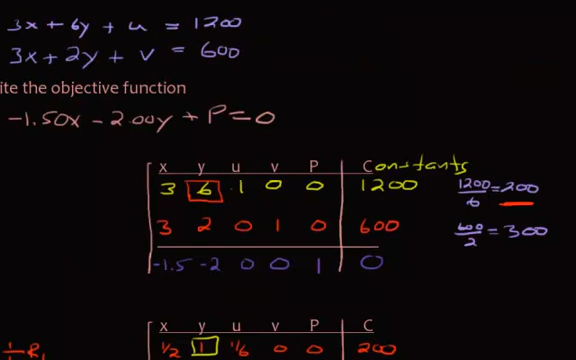 3x + 6y + u = 1200
3x + 2y + v = 600
ite the objective function
-1.50x - 2.00y + P = 0
x y u v P Constants
3 6 1 0 0 1200 1200/6 = 200
3 2 0 1 0 600 600/2 = 300
-1.5 -2 0 0 1 0
x y u v P C
1/6 R1 1/2 1 1/6 0 0 200